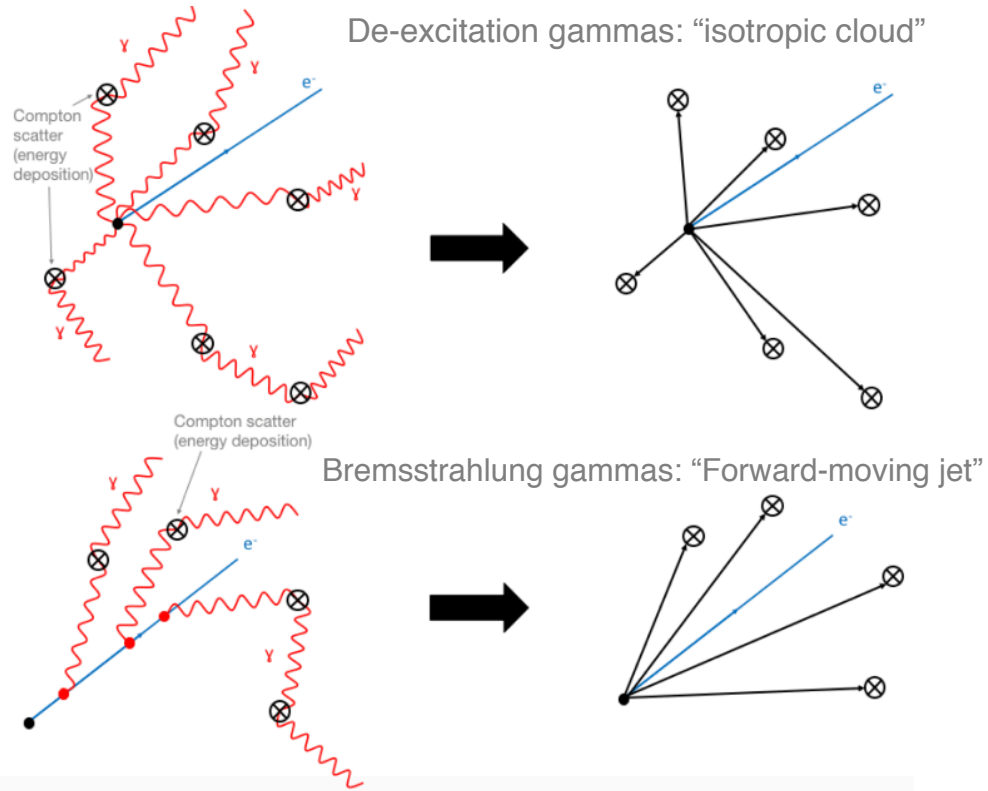 De-excitation gammas: “isotropic cloud”
γ
γ
e-
e-
Compton
scatter
(energy
deposition)
γ
γ
γ
Compton scatter
(energy deposition)
Bremsstrahlung gammas: “Forward-moving jet”
γ
γ
e-
e-
γ